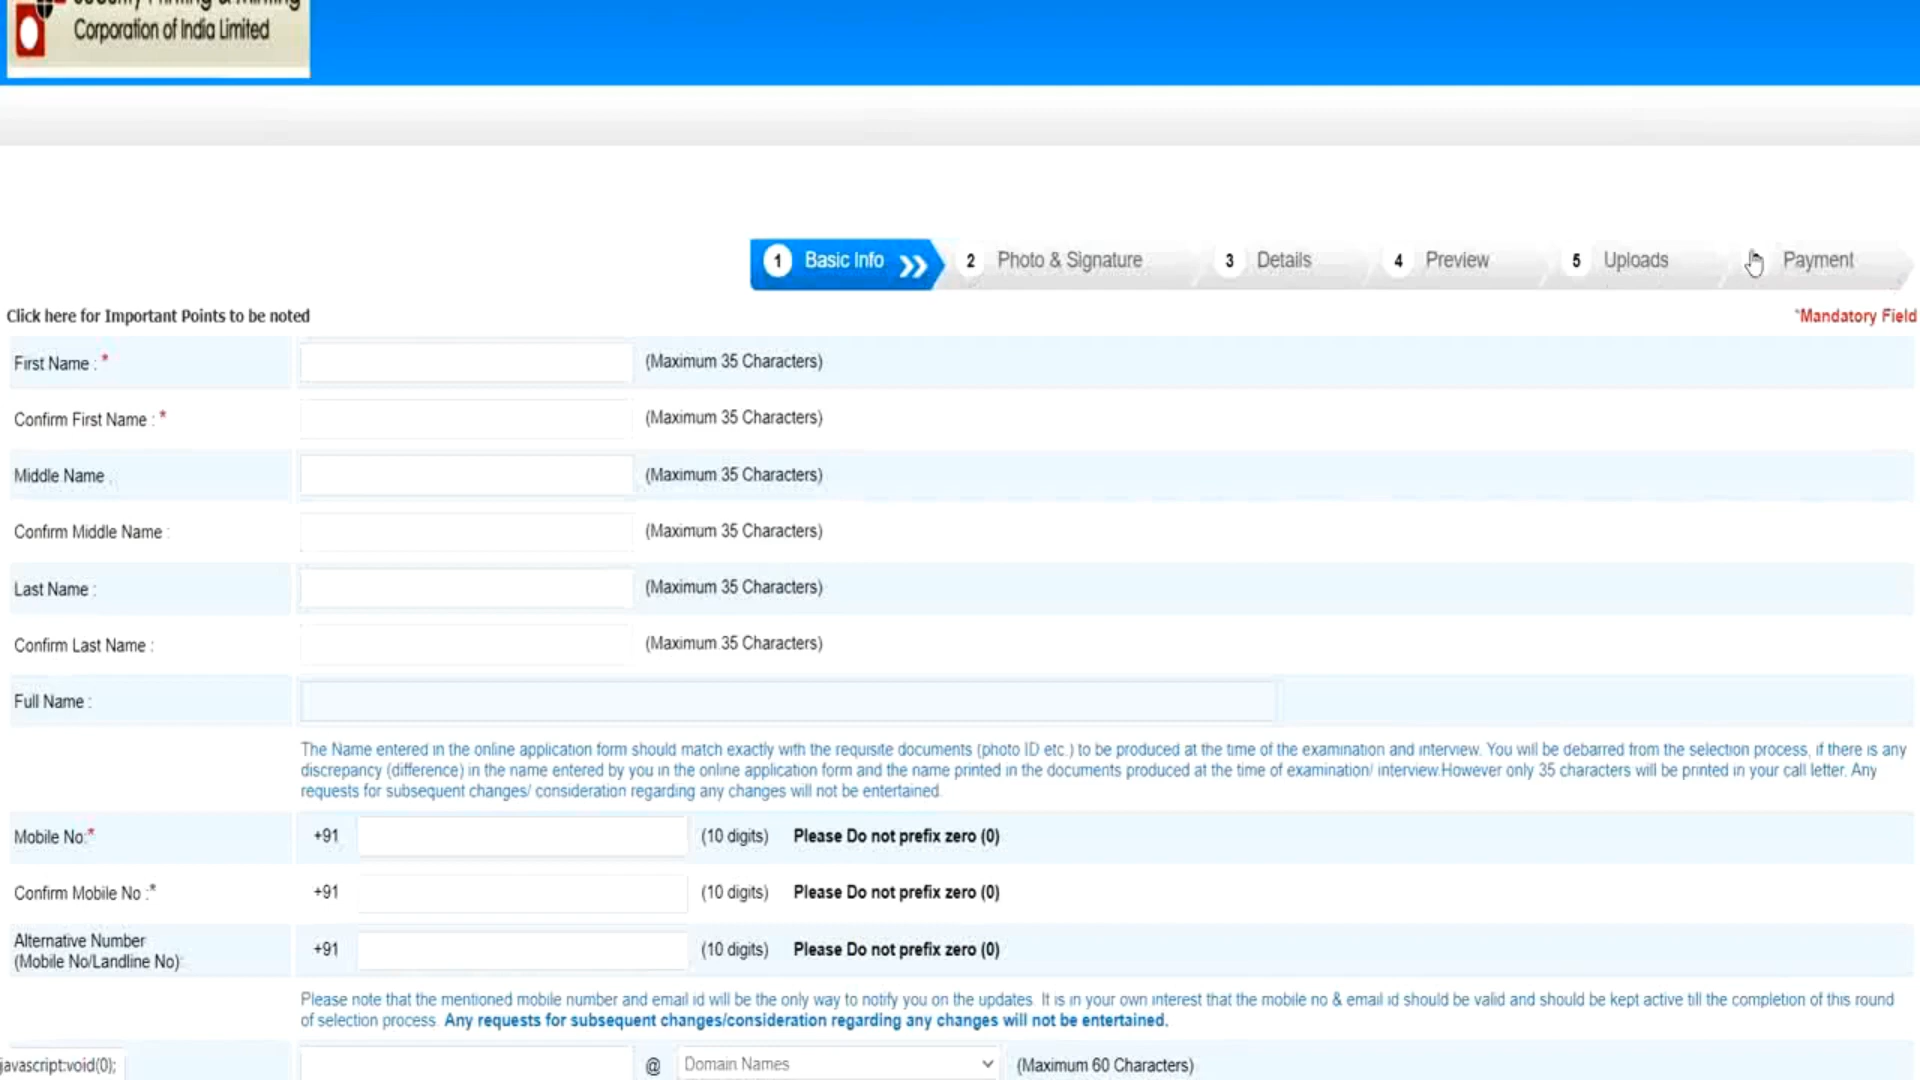 Security Printing & Minting
Corporation of India Limited
1 Basic Info 2 Photo & Signature 3 Details 4 Preview 5 Uploads Payment
Click here for Important Points to be noted *Mandatory Field
First Name : * (Maximum 35 Characters)
Confirm First Name : * (Maximum 35 Characters)
Middle Name : (Maximum 35 Characters)
Confirm Middle Name : (Maximum 35 Characters)
Last Name : (Maximum 35 Characters)
Confirm Last Name : (Maximum 35 Characters)
Full Name :
The Name entered in the online application form should match exactly with the requisite documents (photo ID etc.) to be produced at the time of the examination and interview. You will be debarred from the selection process, if there is any
discrepancy (difference) in the name entered by you in the online application form and the name printed in the documents produced at the time of examination/ interview.However only 35 characters will be printed in your call letter. Any
requests for subsequent changes/ consideration regarding any changes will not be entertained.
Mobile No:* +91 (10 digits) Please Do not prefix zero (0)
Confirm Mobile No :* +91 (10 digits) Please Do not prefix zero (0)
Alternative Number
(Mobile No/Landline No): +91 (10 digits) Please Do not prefix zero (0)
Please note that the mentioned mobile number and email id will be the only way to notify you on the updates. It is in your own interest that the mobile no & email id should be valid and should be kept active till the completion of this round
of selection process. Any requests for subsequent changes/consideration regarding any changes will not be entertained.
javascript:void(0); @ Domain Names (Maximum 60 Characters)